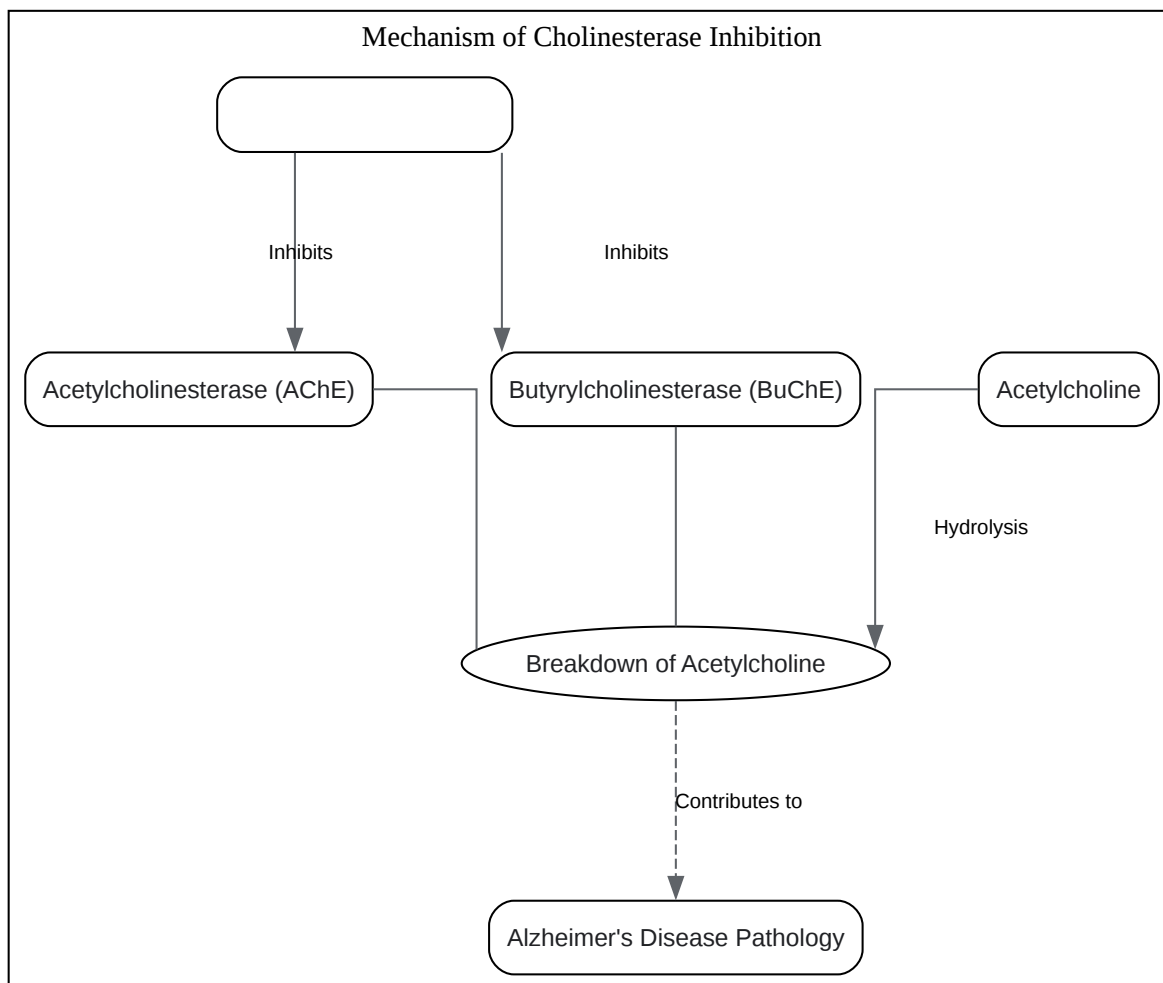 Mechanism of Cholinesterase Inhibition
Inhibits
Inhibits
Acetylcholinesterase (AChE)
Butyrylcholinesterase (BuChE)
Acetylcholine
Hydrolysis
Breakdown of Acetylcholine
Contributes to
Alzheimer's Disease Pathology